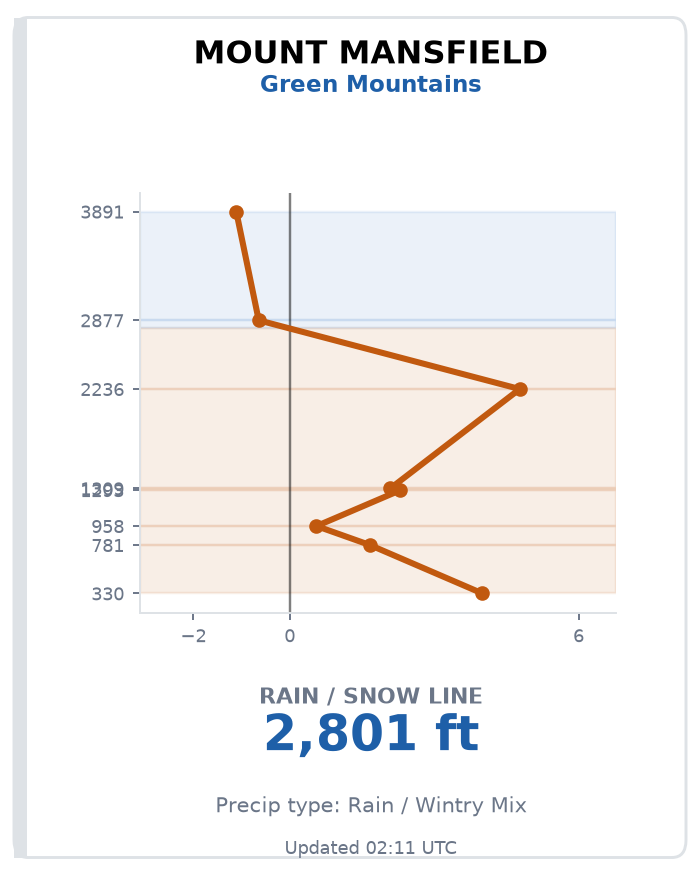 MOUNT MANSFIELD
Green Mountains
3891
2877
2236
958
781
330
−2 0 6
RAIN / SNOW LINE
2,801 ft
Precip type: Rain / Wintry Mix
Updated 02:11 UTC